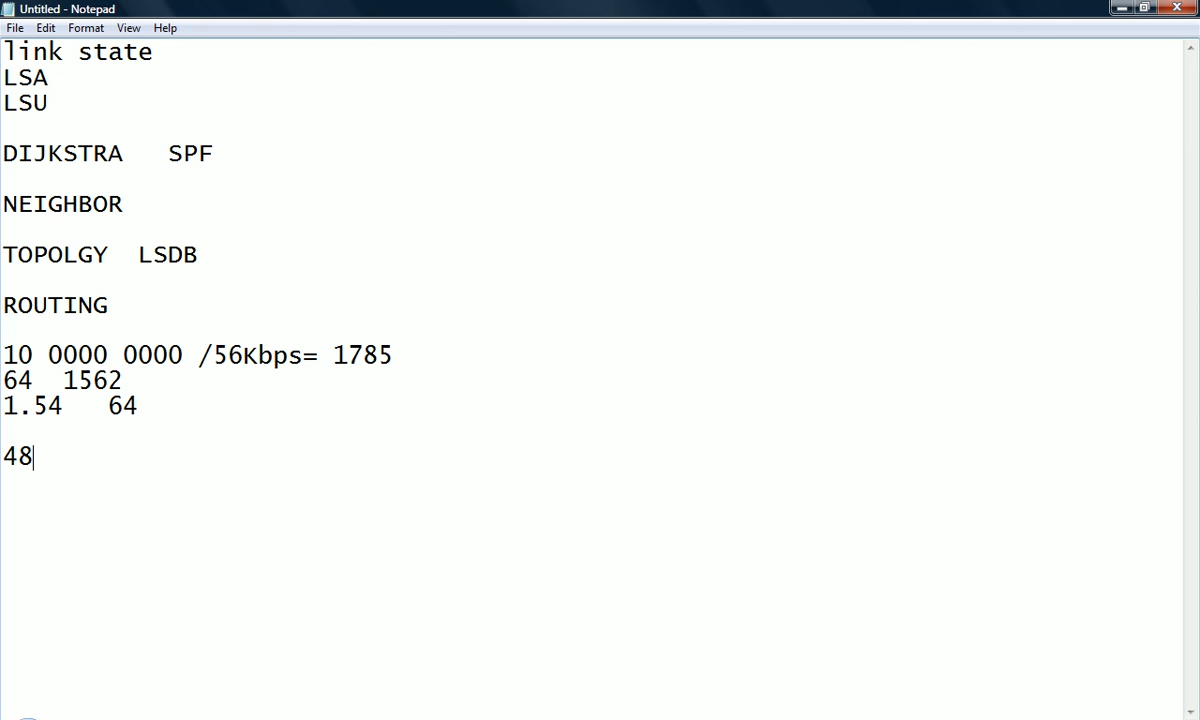 Untitled - Notepad
File Edit Format View Help
link state
LSA
LSU
DIJKSTRA SPF
NEIGHBOR
TOPOLGY LSDB
ROUTING
10 0000 0000 /56Kbps= 1785
64 1562
1.54 64
48